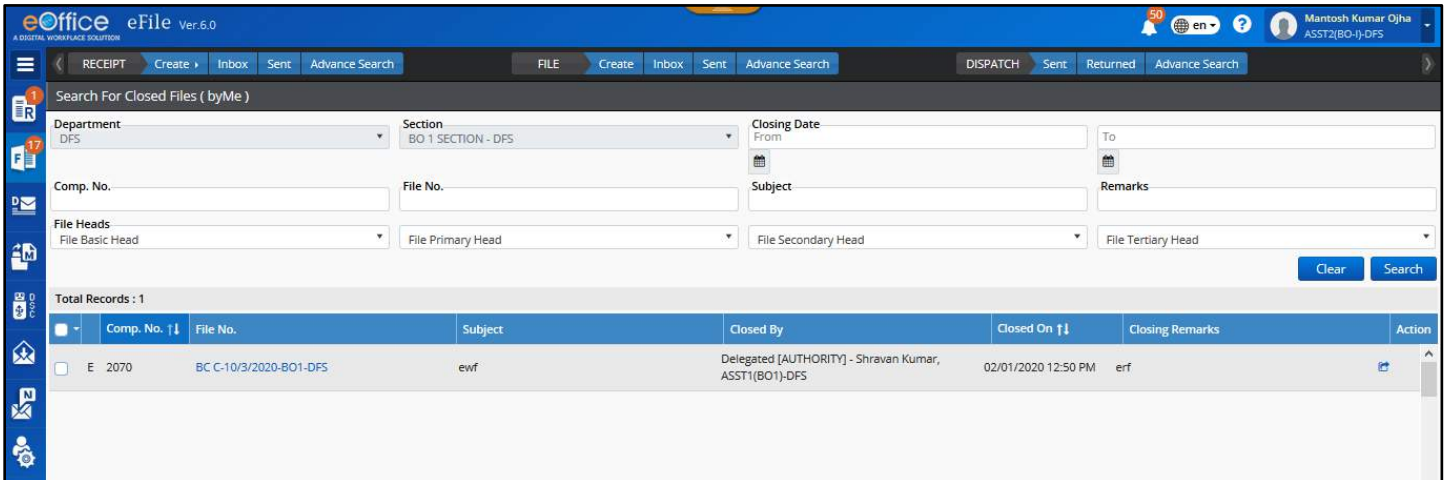 eOffice eFile Ver.6.0
A DIGITAL WORKPLACE SOLUTION
50
en
?
Mantosh Kumar Ojha
ASST2(BO-I)-DFS
RECEIPT Create Inbox Sent Advance Search FILE Create Inbox Sent Advance Search DISPATCH Sent Returned Advance Search
1
R
17
F
D
M
DSC
N
Search For Closed Files ( byMe )
Department Section Closing Date
DFS BO 1 SECTION - DFS From To
Comp. No. File No. Subject Remarks
File Heads
File Basic Head File Primary Head File Secondary Head File Tertiary Head
Clear Search
Total Records : 1
Comp. No. File No. Subject Closed By Closed On Closing Remarks Action
E 2070 BC C-10/3/2020-BO1-DFS ewf Delegated [AUTHORITY] - Shravan Kumar, 02/01/2020 12:50 PM erf
ASST1(BO1)-DFS